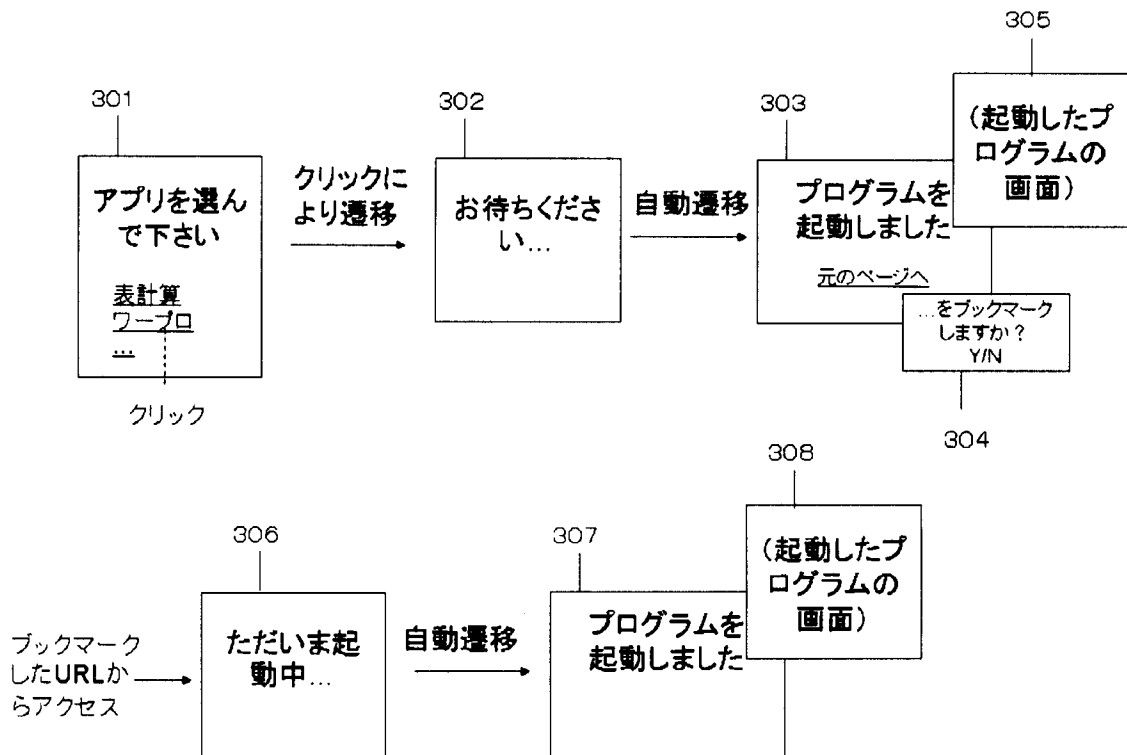 305
301
302
303
アプリを選ん
で下さい
表計算
ワープロ
...
クリック
クリックに
より遷移
お待ちくださ
い...
自動遷移
プログラムを
起動しました
元のページへ
(起動したプ
ログラムの
画面)
...をブックマーク
しますか?
Y/N
304
308
306
307
ブックマーク
したURLか
らアクセス
ただいま起
動中...
自動遷移
プログラムを
起動しました
(起動したプ
ログラムの
画面)